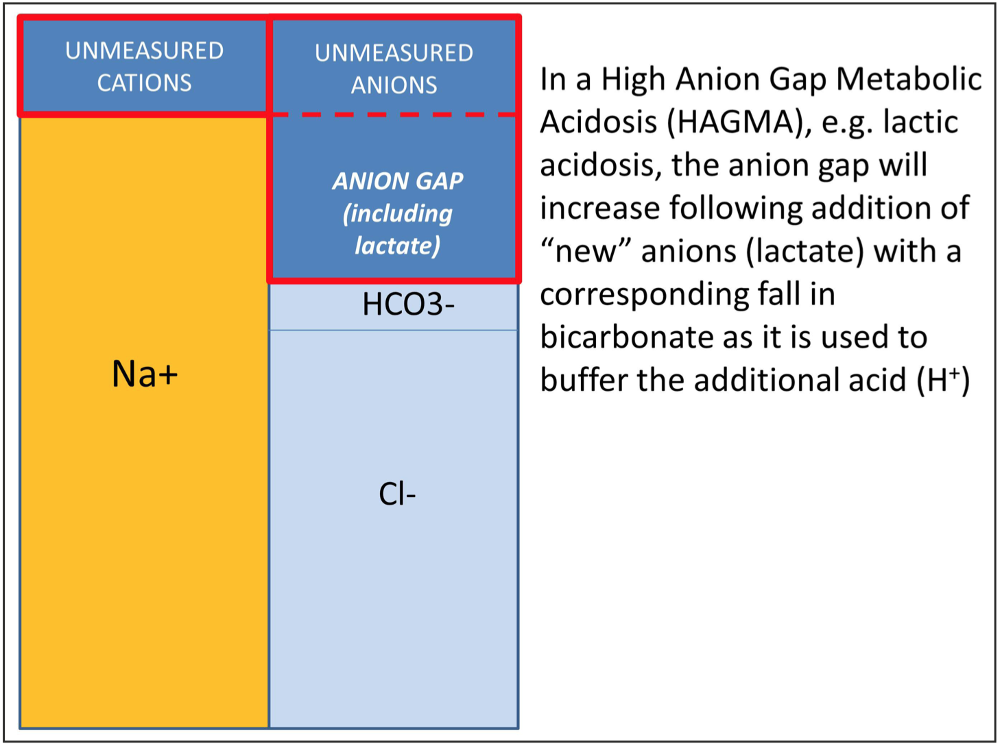 UNMEASURED
CATIONS
UNMEASURED
ANIONS
ANION GAP
(including
lactate)
HCO3-
Na+
Cl-
In a High Anion Gap Metabolic
Acidosis (HAGMA), e.g. lactic
acidosis, the anion gap will
increase following addition of
“new” anions (lactate) with a
corresponding fall in
bicarbonate as it is used to
buffer the additional acid (H⁺)